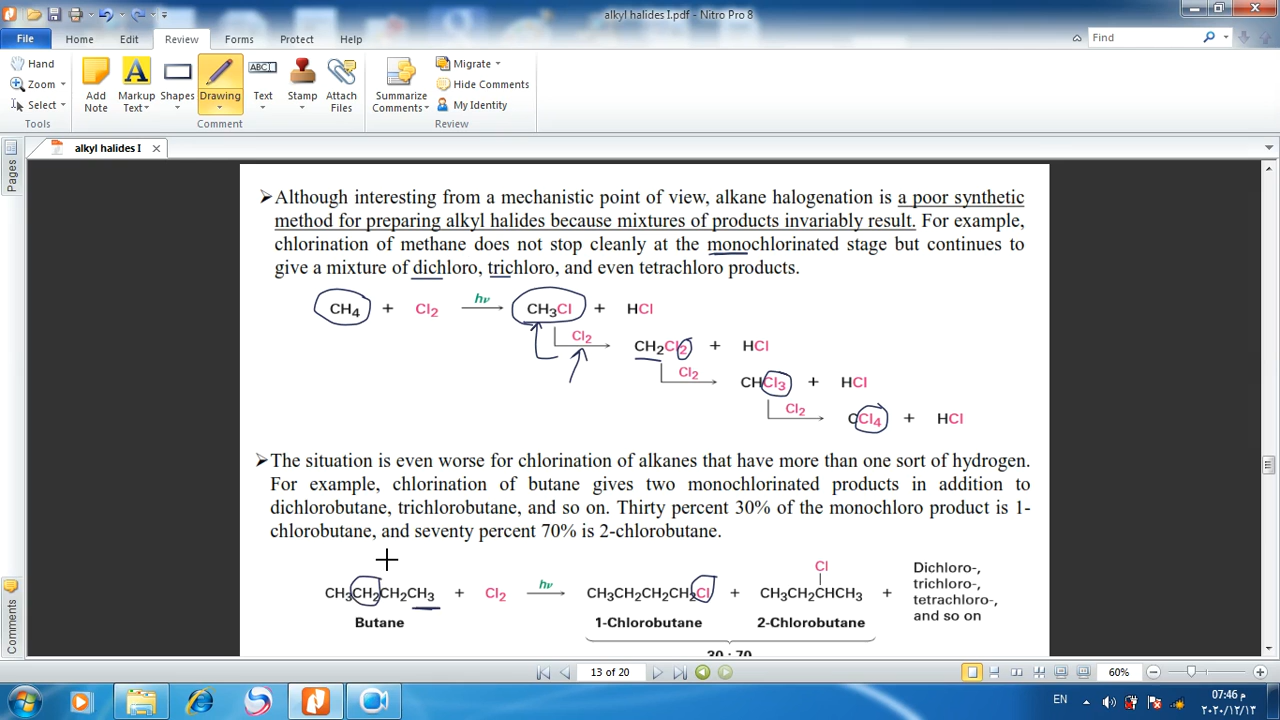 alkyl halides I.pdf - Nitro Pro 8
File Home Edit Review Forms Protect Help Find
Hand
Zoom
Select
Tools
Add Note
Markup Text
Shapes
Drawing
Text
Stamp
Attach Files
Comment
Summarize Comments
Migrate
Hide Comments
My Identity
Review
alkyl halides I
Pages
Comments
➢Although interesting from a mechanistic point of view, alkane halogenation is a poor synthetic
method for preparing alkyl halides because mixtures of products invariably result. For example,
chlorination of methane does not stop cleanly at the monochlorinated stage but continues to
give a mixture of dichloro, trichloro, and even tetrachloro products.
CH₄ + Cl₂ hν CH₃Cl + HCl
Cl₂ CH₂Cl₂ + HCl
Cl₂ CHCl₃ + HCl
Cl₂ CCl₄ + HCl
➢The situation is even worse for chlorination of alkanes that have more than one sort of hydrogen.
For example, chlorination of butane gives two monochlorinated products in addition to
dichlorobutane, trichlorobutane, and so on. Thirty percent 30% of the monochloro product is 1-
chlorobutane, and seventy percent 70% is 2-chlorobutane.
Cl
CH₃CH₂CH₂CH₃ + Cl₂ hν CH₃CH₂CH₂CH₂Cl + CH₃CH₂CHCH₃ +
Dichloro-,
trichloro-,
tetrachloro-,
and so on
Butane 1-Chlorobutane 2-Chlorobutane
30 : 70
13 of 20 60%
EN
07:46 م
٢٠٢٠/١٢/١٣